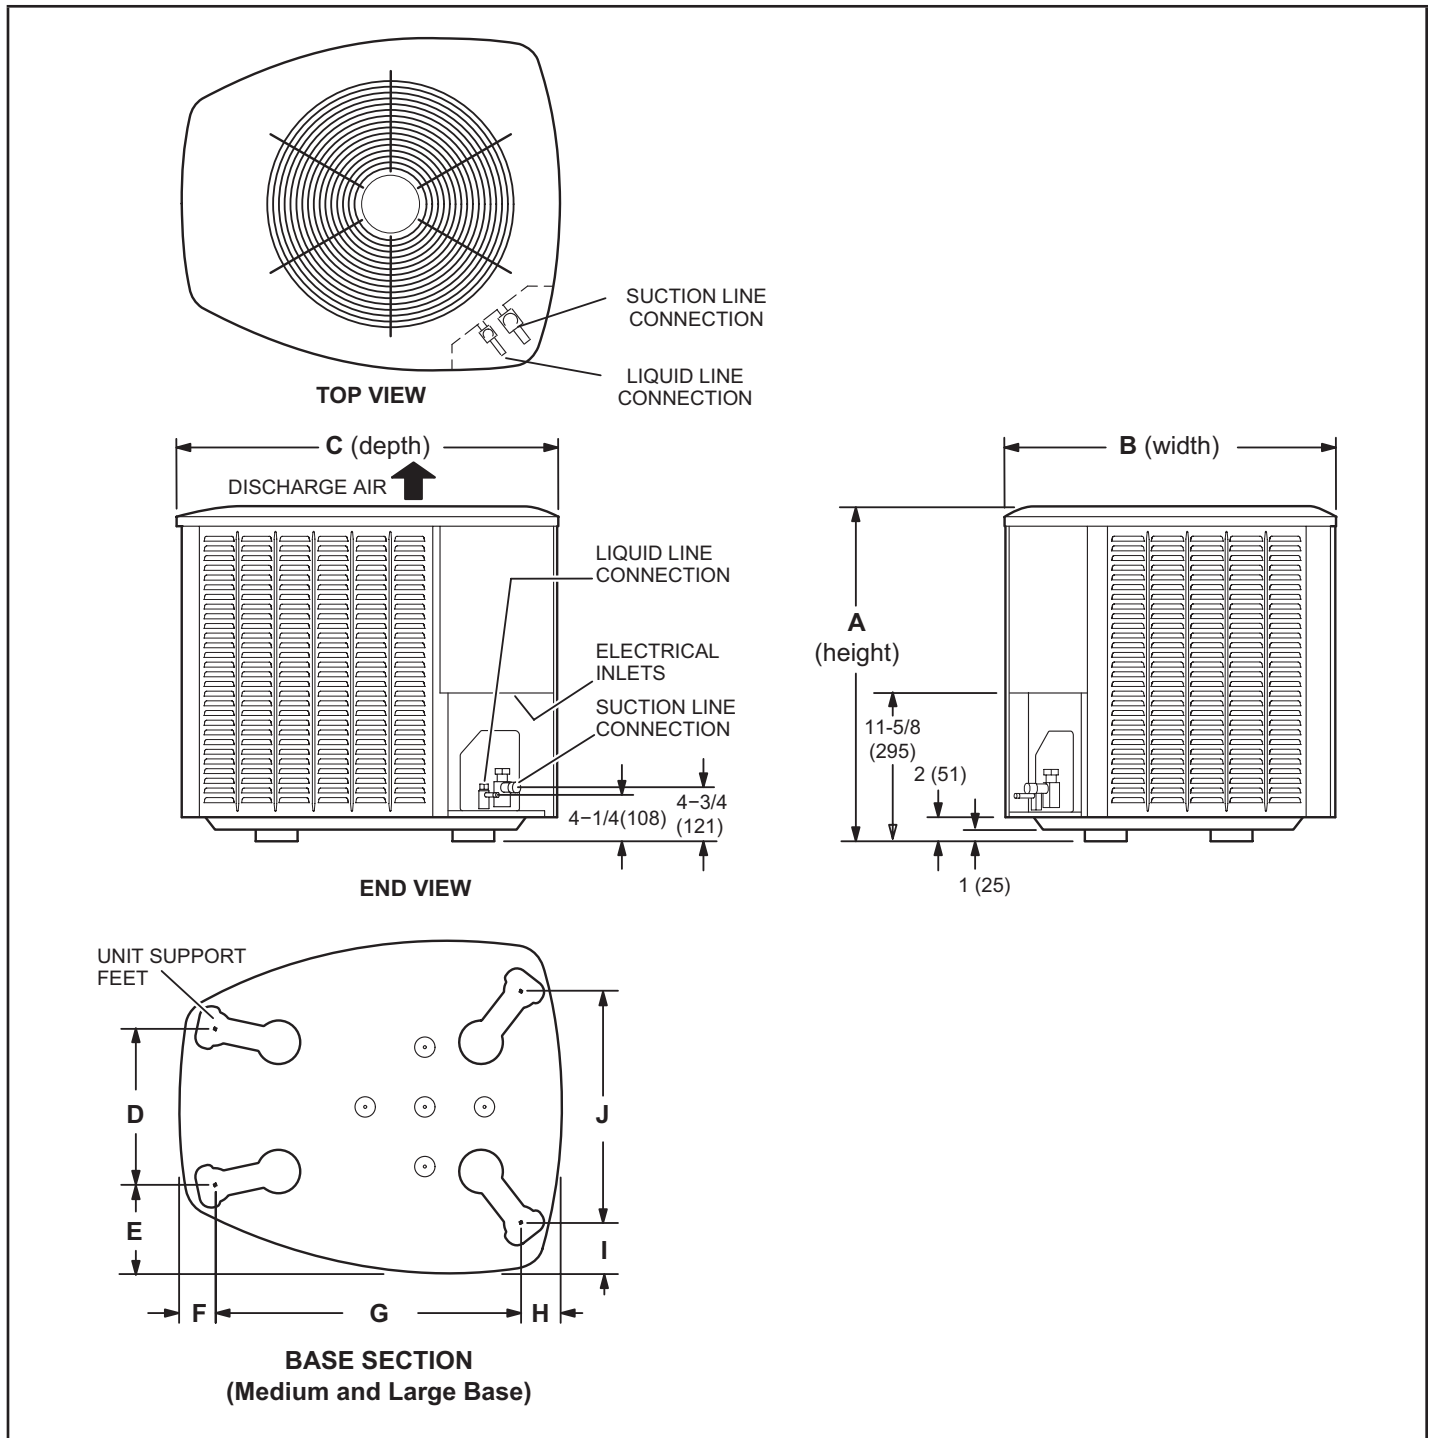 SUCTION LINE
CONNECTION
LIQUID LINE
CONNECTION
TOP VIEW
C (depth)
DISCHARGE AIR
LIQUID LINE
CONNECTION
ELECTRICAL
INLETS
SUCTION LINE
CONNECTION
4−1/4(108)
4−3/4
(121)
END VIEW
B (width)
A
(height)
11-5/8
(295)
2 (51)
1 (25)
UNIT SUPPORT
FEET
D
E
F
G
H
I
J
BASE SECTION
(Medium and Large Base)